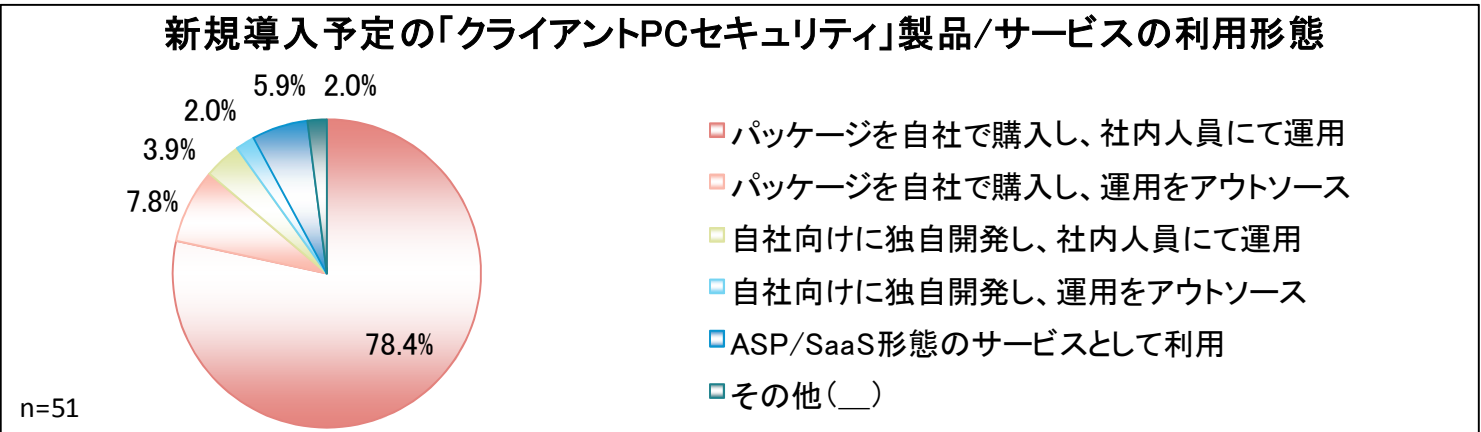 新規導入予定の「クライアントPCセキュリティ」製品/サービスの利用形態
5.9% 2.0%
2.0%
3.9%
7.8%
78.4%
パッケージを自社で購入し、社内人員にて運用
パッケージを自社で購入し、運用をアウトソース
自社向けに独自開発し、社内人員にて運用
自社向けに独自開発し、運用をアウトソース
ASP/SaaS形態のサービスとして利用
その他(__)
n=51